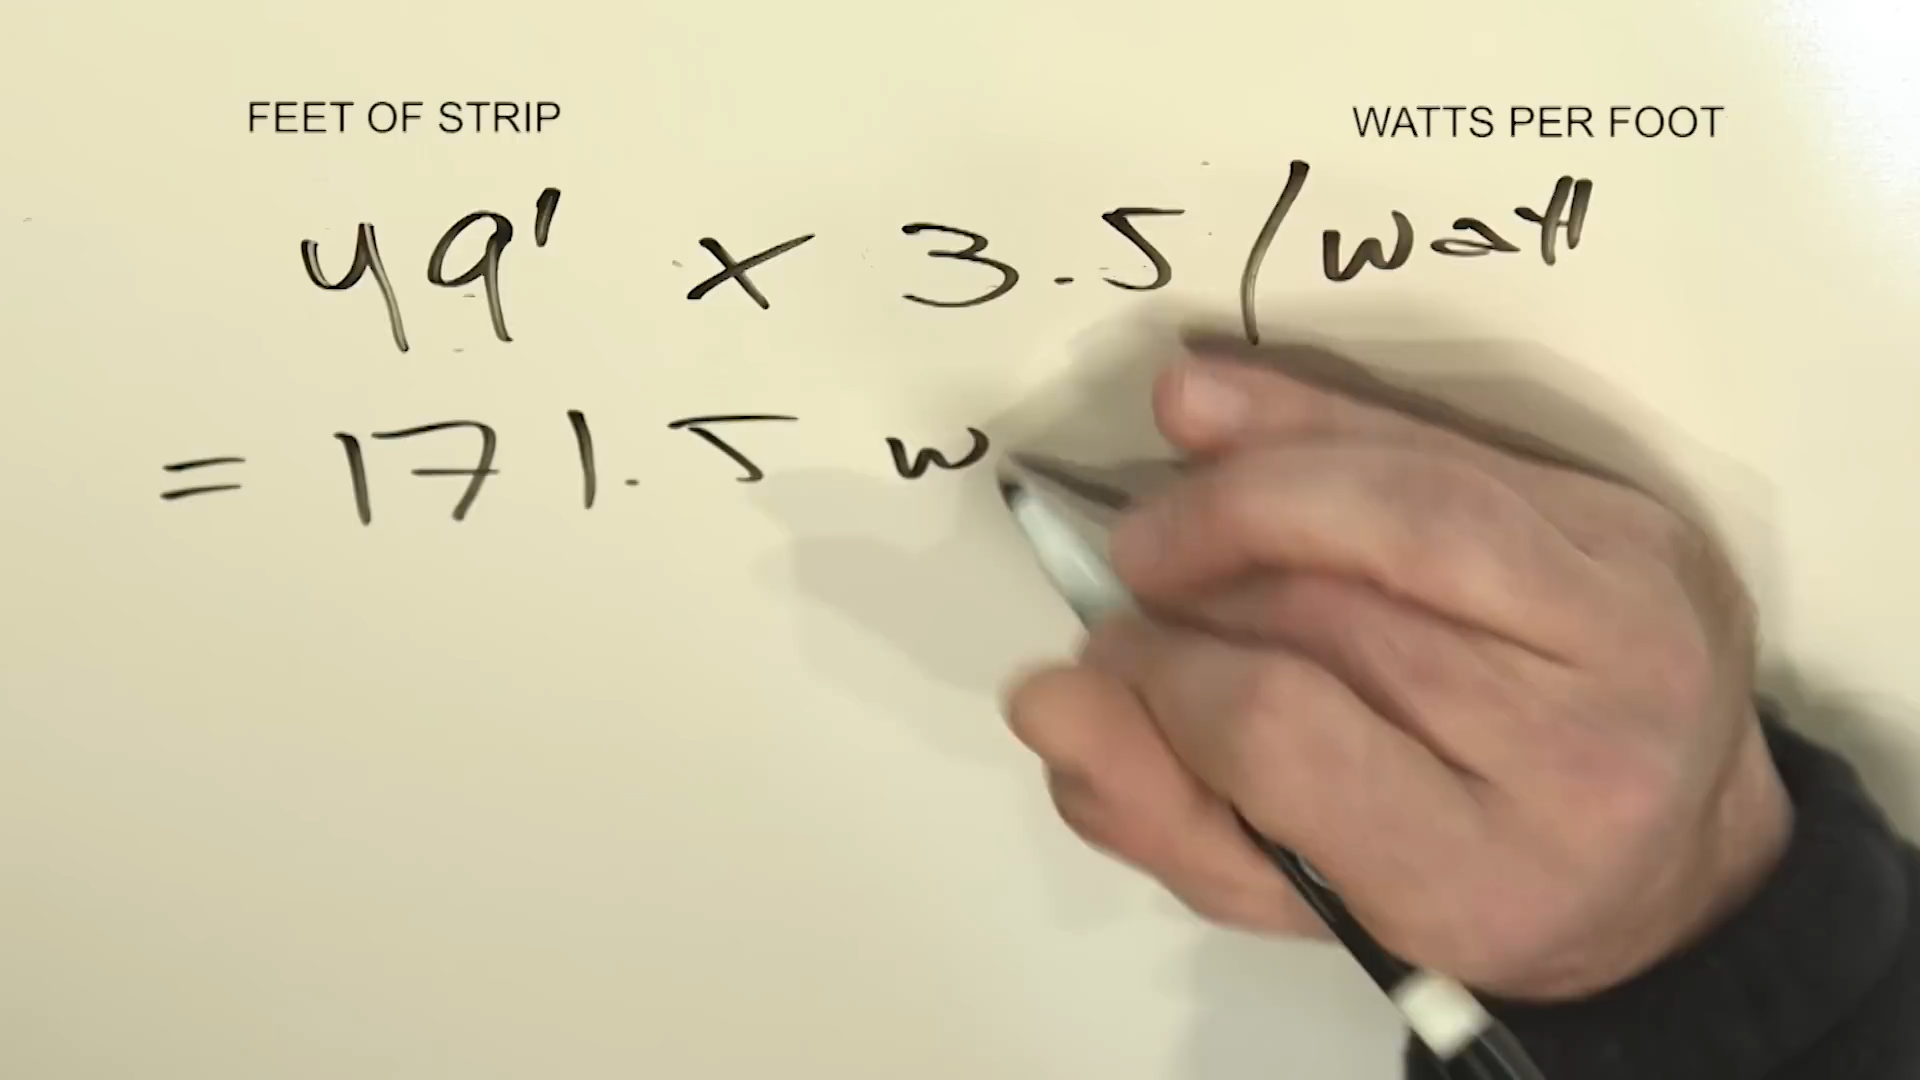 FEET OF STRIP WATTS PER FOOT
49' x 3.5 / watt
= 171.5 w